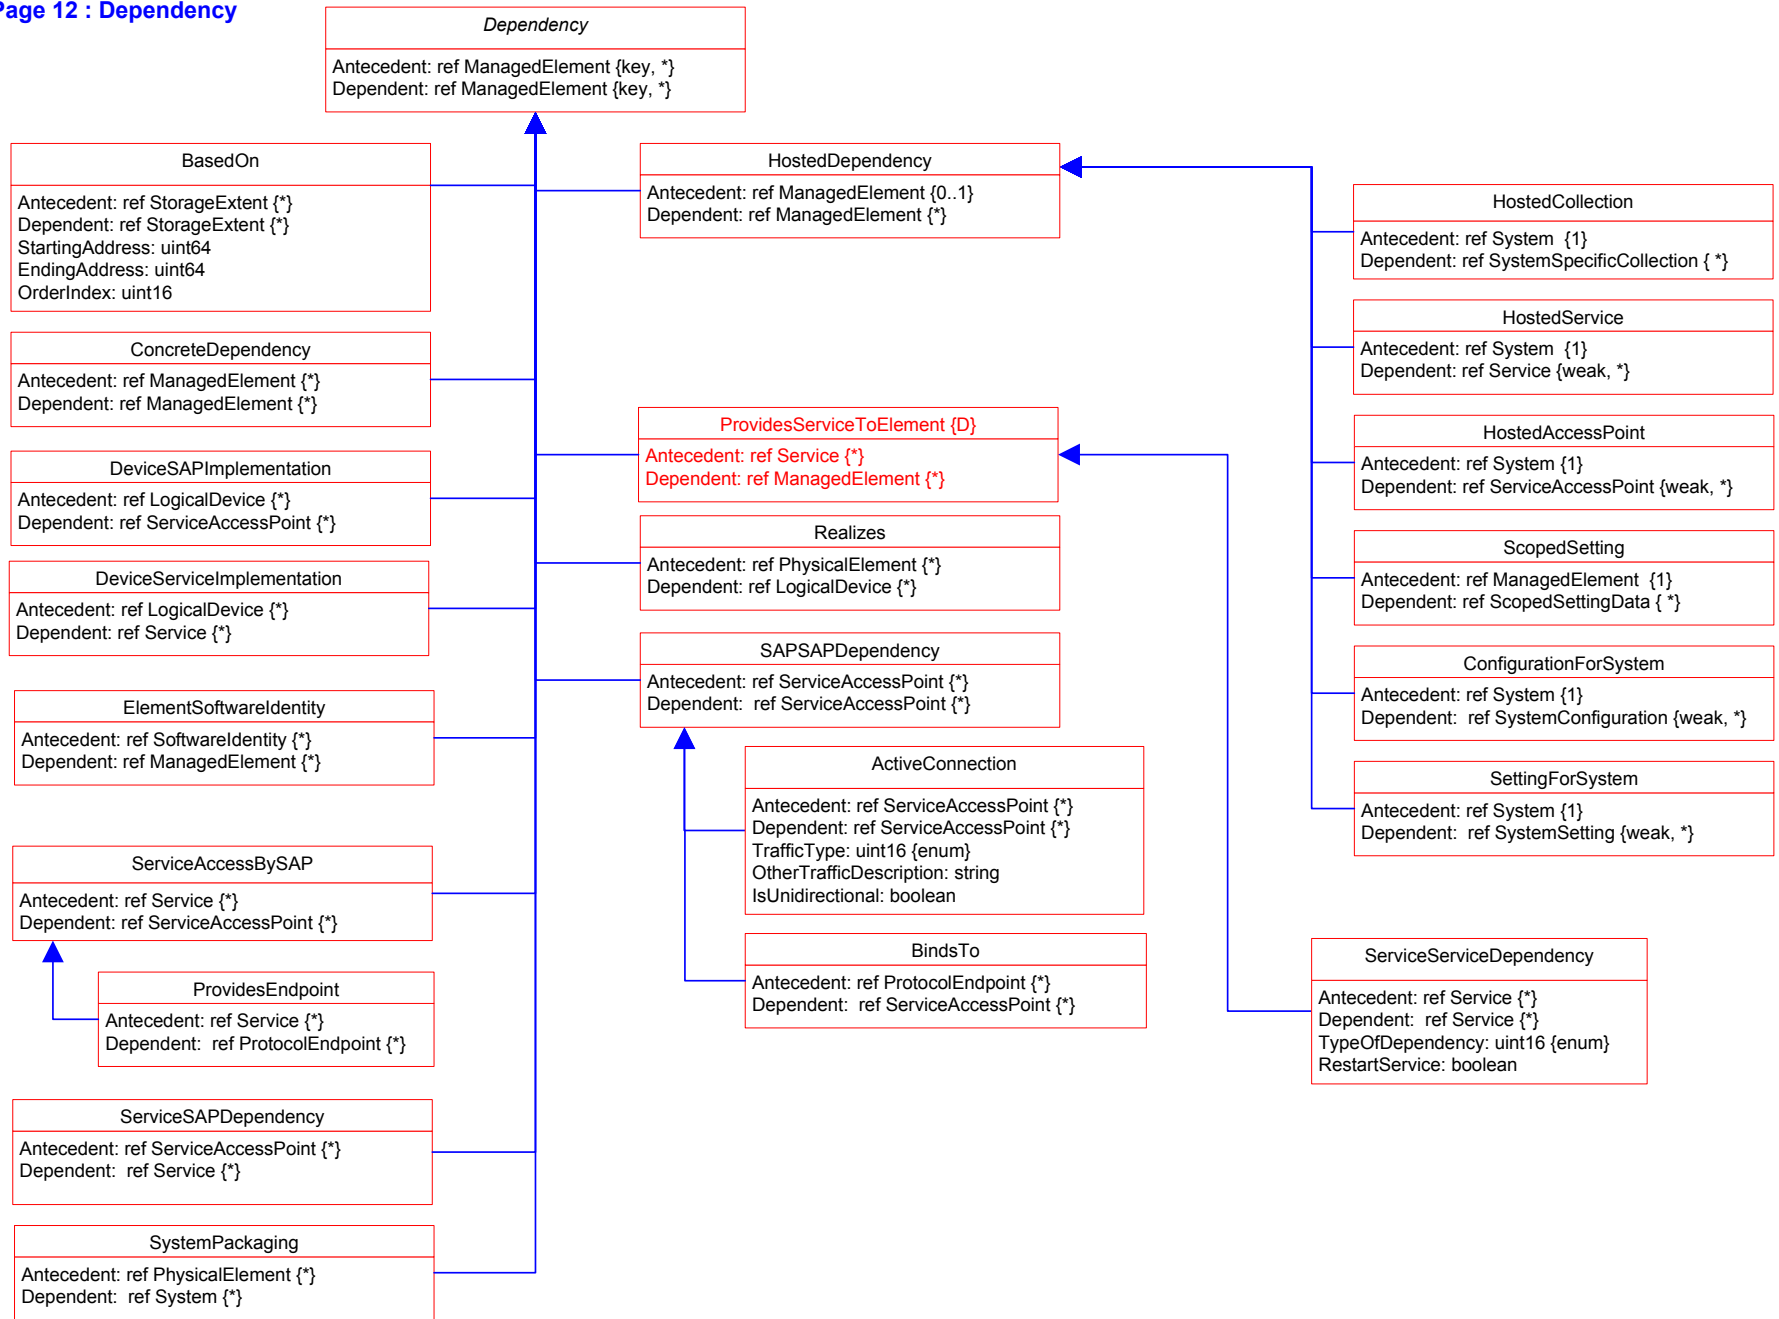 Page 12 : Dependency
Dependency
Antecedent: ref ManagedElement {key, *}
Dependent: ref ManagedElement {key, *}
BasedOn
Antecedent: ref StorageExtent {*}
Dependent: ref StorageExtent {*}
StartingAddress: uint64
EndingAddress: uint64
OrderIndex: uint16
ConcreteDependency
Antecedent: ref ManagedElement {*}
Dependent: ref ManagedElement {*}
DeviceSAPImplementation
Antecedent: ref LogicalDevice {*}
Dependent: ref ServiceAccessPoint {*}
DeviceServiceImplementation
Antecedent: ref LogicalDevice {*}
Dependent: ref Service {*}
ElementSoftwareIdentity
Antecedent: ref SoftwareIdentity {*}
Dependent: ref ManagedElement {*}
ServiceAccessBySAP
Antecedent: ref Service {*}
Dependent: ref ServiceAccessPoint {*}
ProvidesEndpoint
Antecedent: ref Service {*}
Dependent:  ref ProtocolEndpoint {*}
ServiceSAPDependency
Antecedent: ref ServiceAccessPoint {*}
Dependent:  ref Service {*}
SystemPackaging
Antecedent: ref PhysicalElement {*}
Dependent:  ref System {*}
HostedDependency
Antecedent: ref ManagedElement {0..1}
Dependent: ref ManagedElement {*}
ProvidesServiceToElement {D}
Antecedent: ref Service {*}
Dependent: ref ManagedElement {*}
Realizes
Antecedent: ref PhysicalElement {*}
Dependent: ref LogicalDevice {*}
SAPSAPDependency
Antecedent: ref ServiceAccessPoint {*}
Dependent:  ref ServiceAccessPoint {*}
ActiveConnection
Antecedent: ref ServiceAccessPoint {*}
Dependent: ref ServiceAccessPoint {*}
TrafficType: uint16 {enum}
OtherTrafficDescription: string
IsUnidirectional: boolean
BindsTo
Antecedent: ref ProtocolEndpoint {*}
Dependent:  ref ServiceAccessPoint {*}
HostedCollection
Antecedent: ref System  {1}
Dependent: ref SystemSpecificCollection { *}
HostedService
Antecedent: ref System  {1}
Dependent: ref Service {weak, *}
HostedAccessPoint
Antecedent: ref System {1}
Dependent: ref ServiceAccessPoint {weak, *}
ScopedSetting
Antecedent: ref ManagedElement  {1}
Dependent: ref ScopedSettingData { *}
ConfigurationForSystem
Antecedent: ref System {1}
Dependent:  ref SystemConfiguration {weak, *}
SettingForSystem
Antecedent: ref System {1}
Dependent:  ref SystemSetting {weak, *}
ServiceServiceDependency
Antecedent: ref Service {*}
Dependent:  ref Service {*}
TypeOfDependency: uint16 {enum}
RestartService: boolean